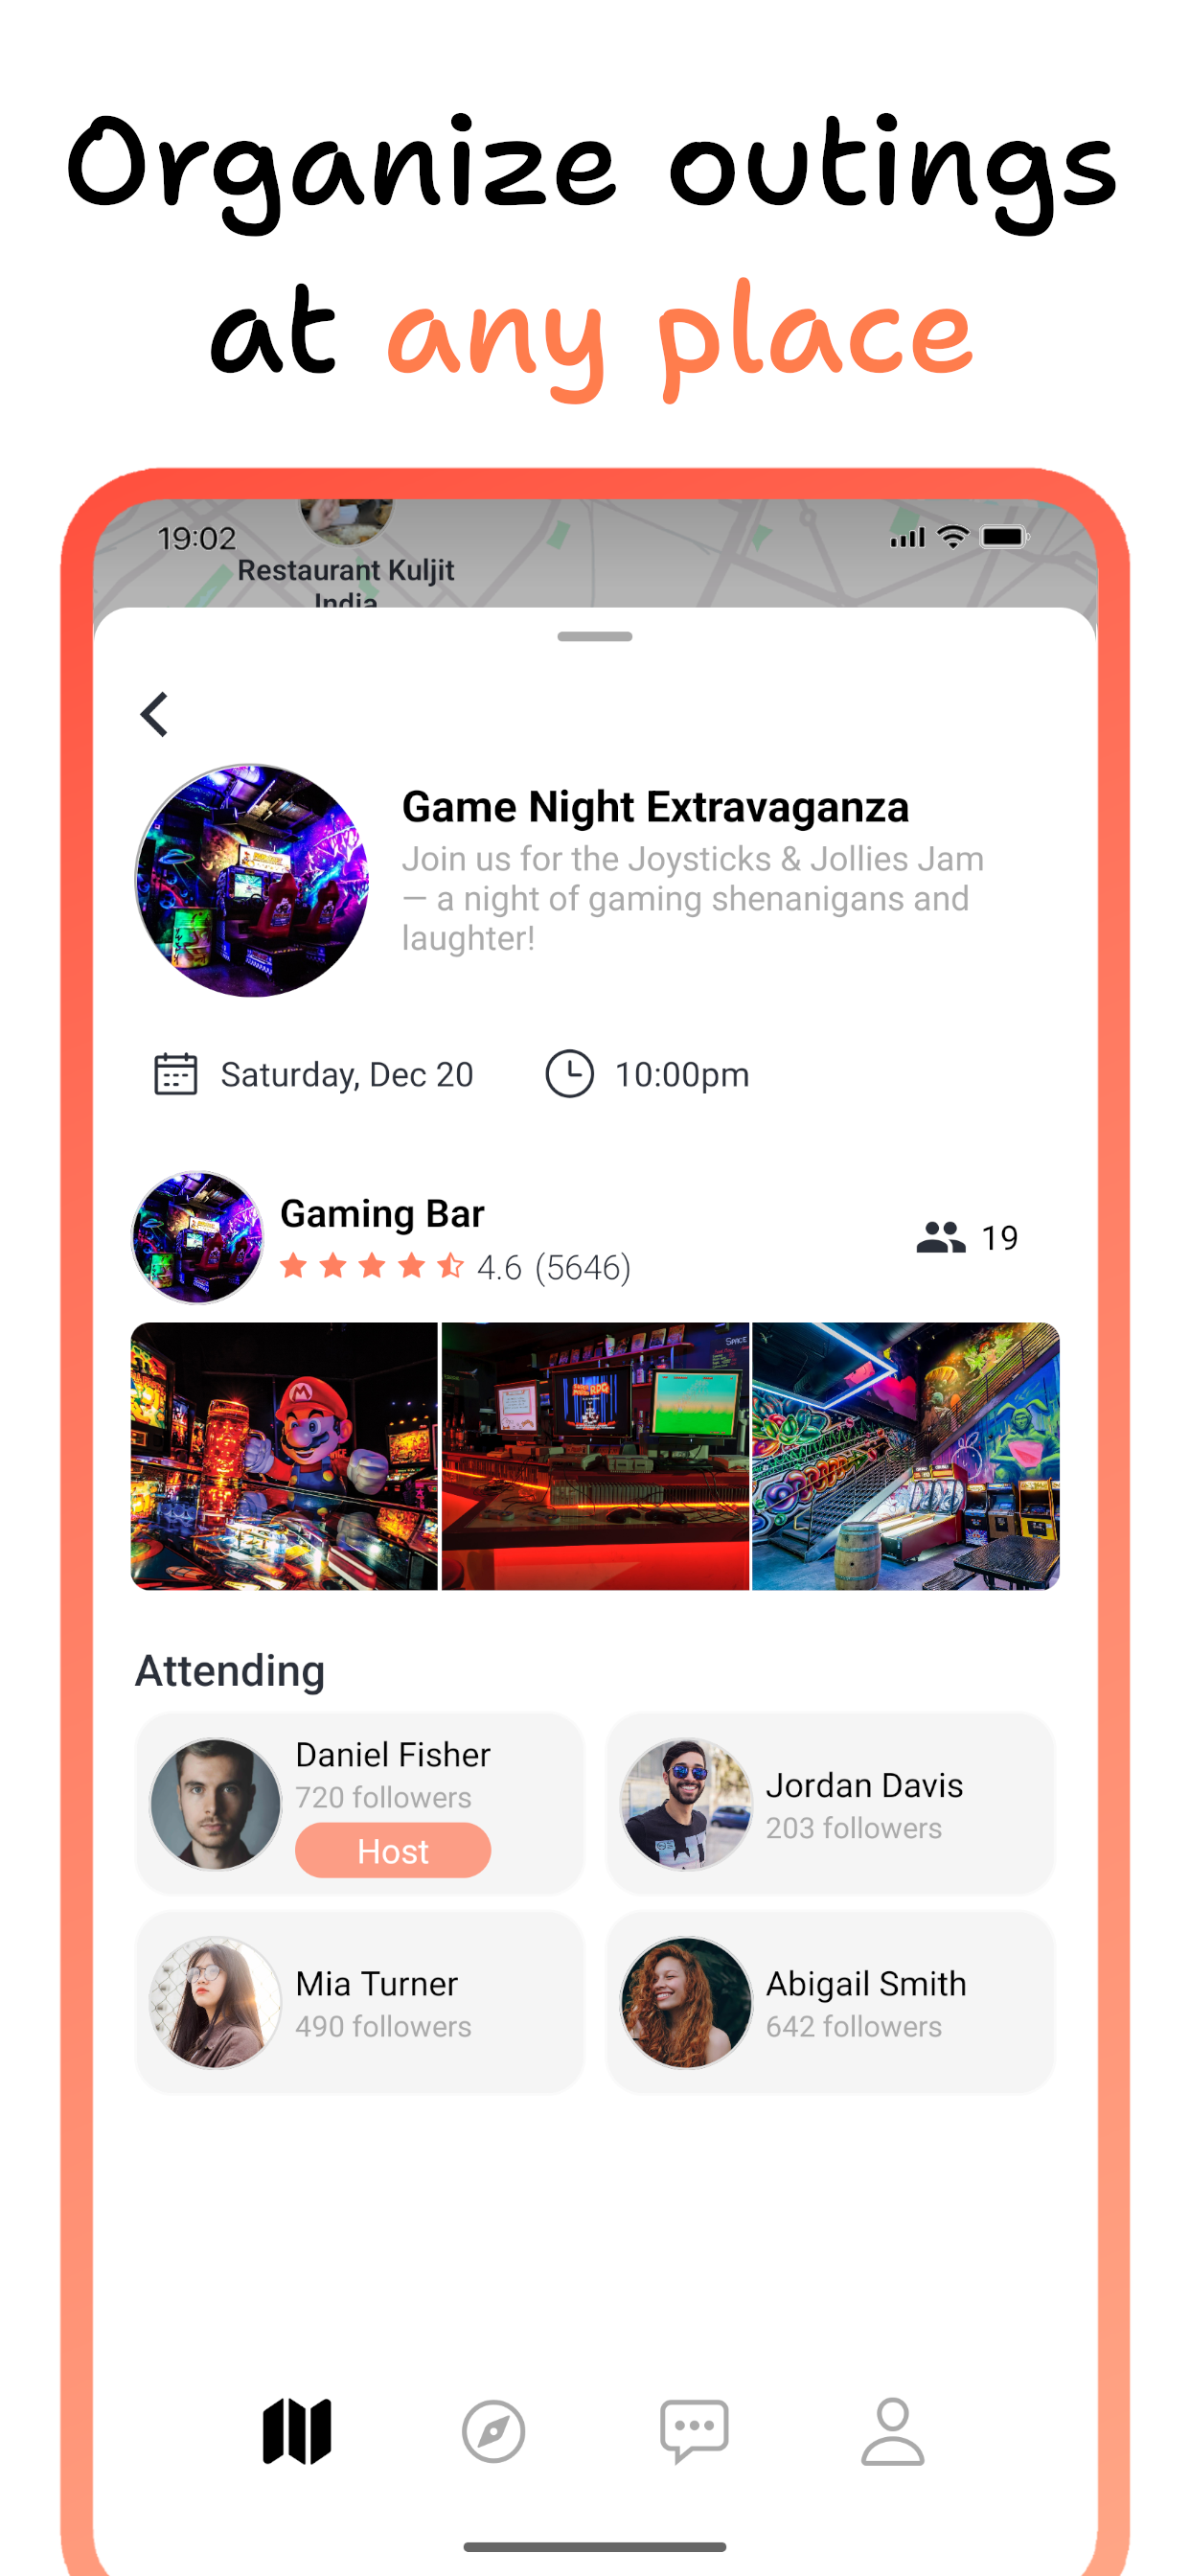 Organize outings
at any place
19:02
Restaurant Kuljit
India
Game Night Extravaganza
Join us for the Joysticks & Jollies Jam
— a night of gaming shenanigans and
laughter!
Saturday, Dec 20
10:00pm
Gaming Bar
4.6 (5646)
19
Attending
Daniel Fisher
720 followers
Host
Jordan Davis
203 followers
Mia Turner
490 followers
Abigail Smith
642 followers